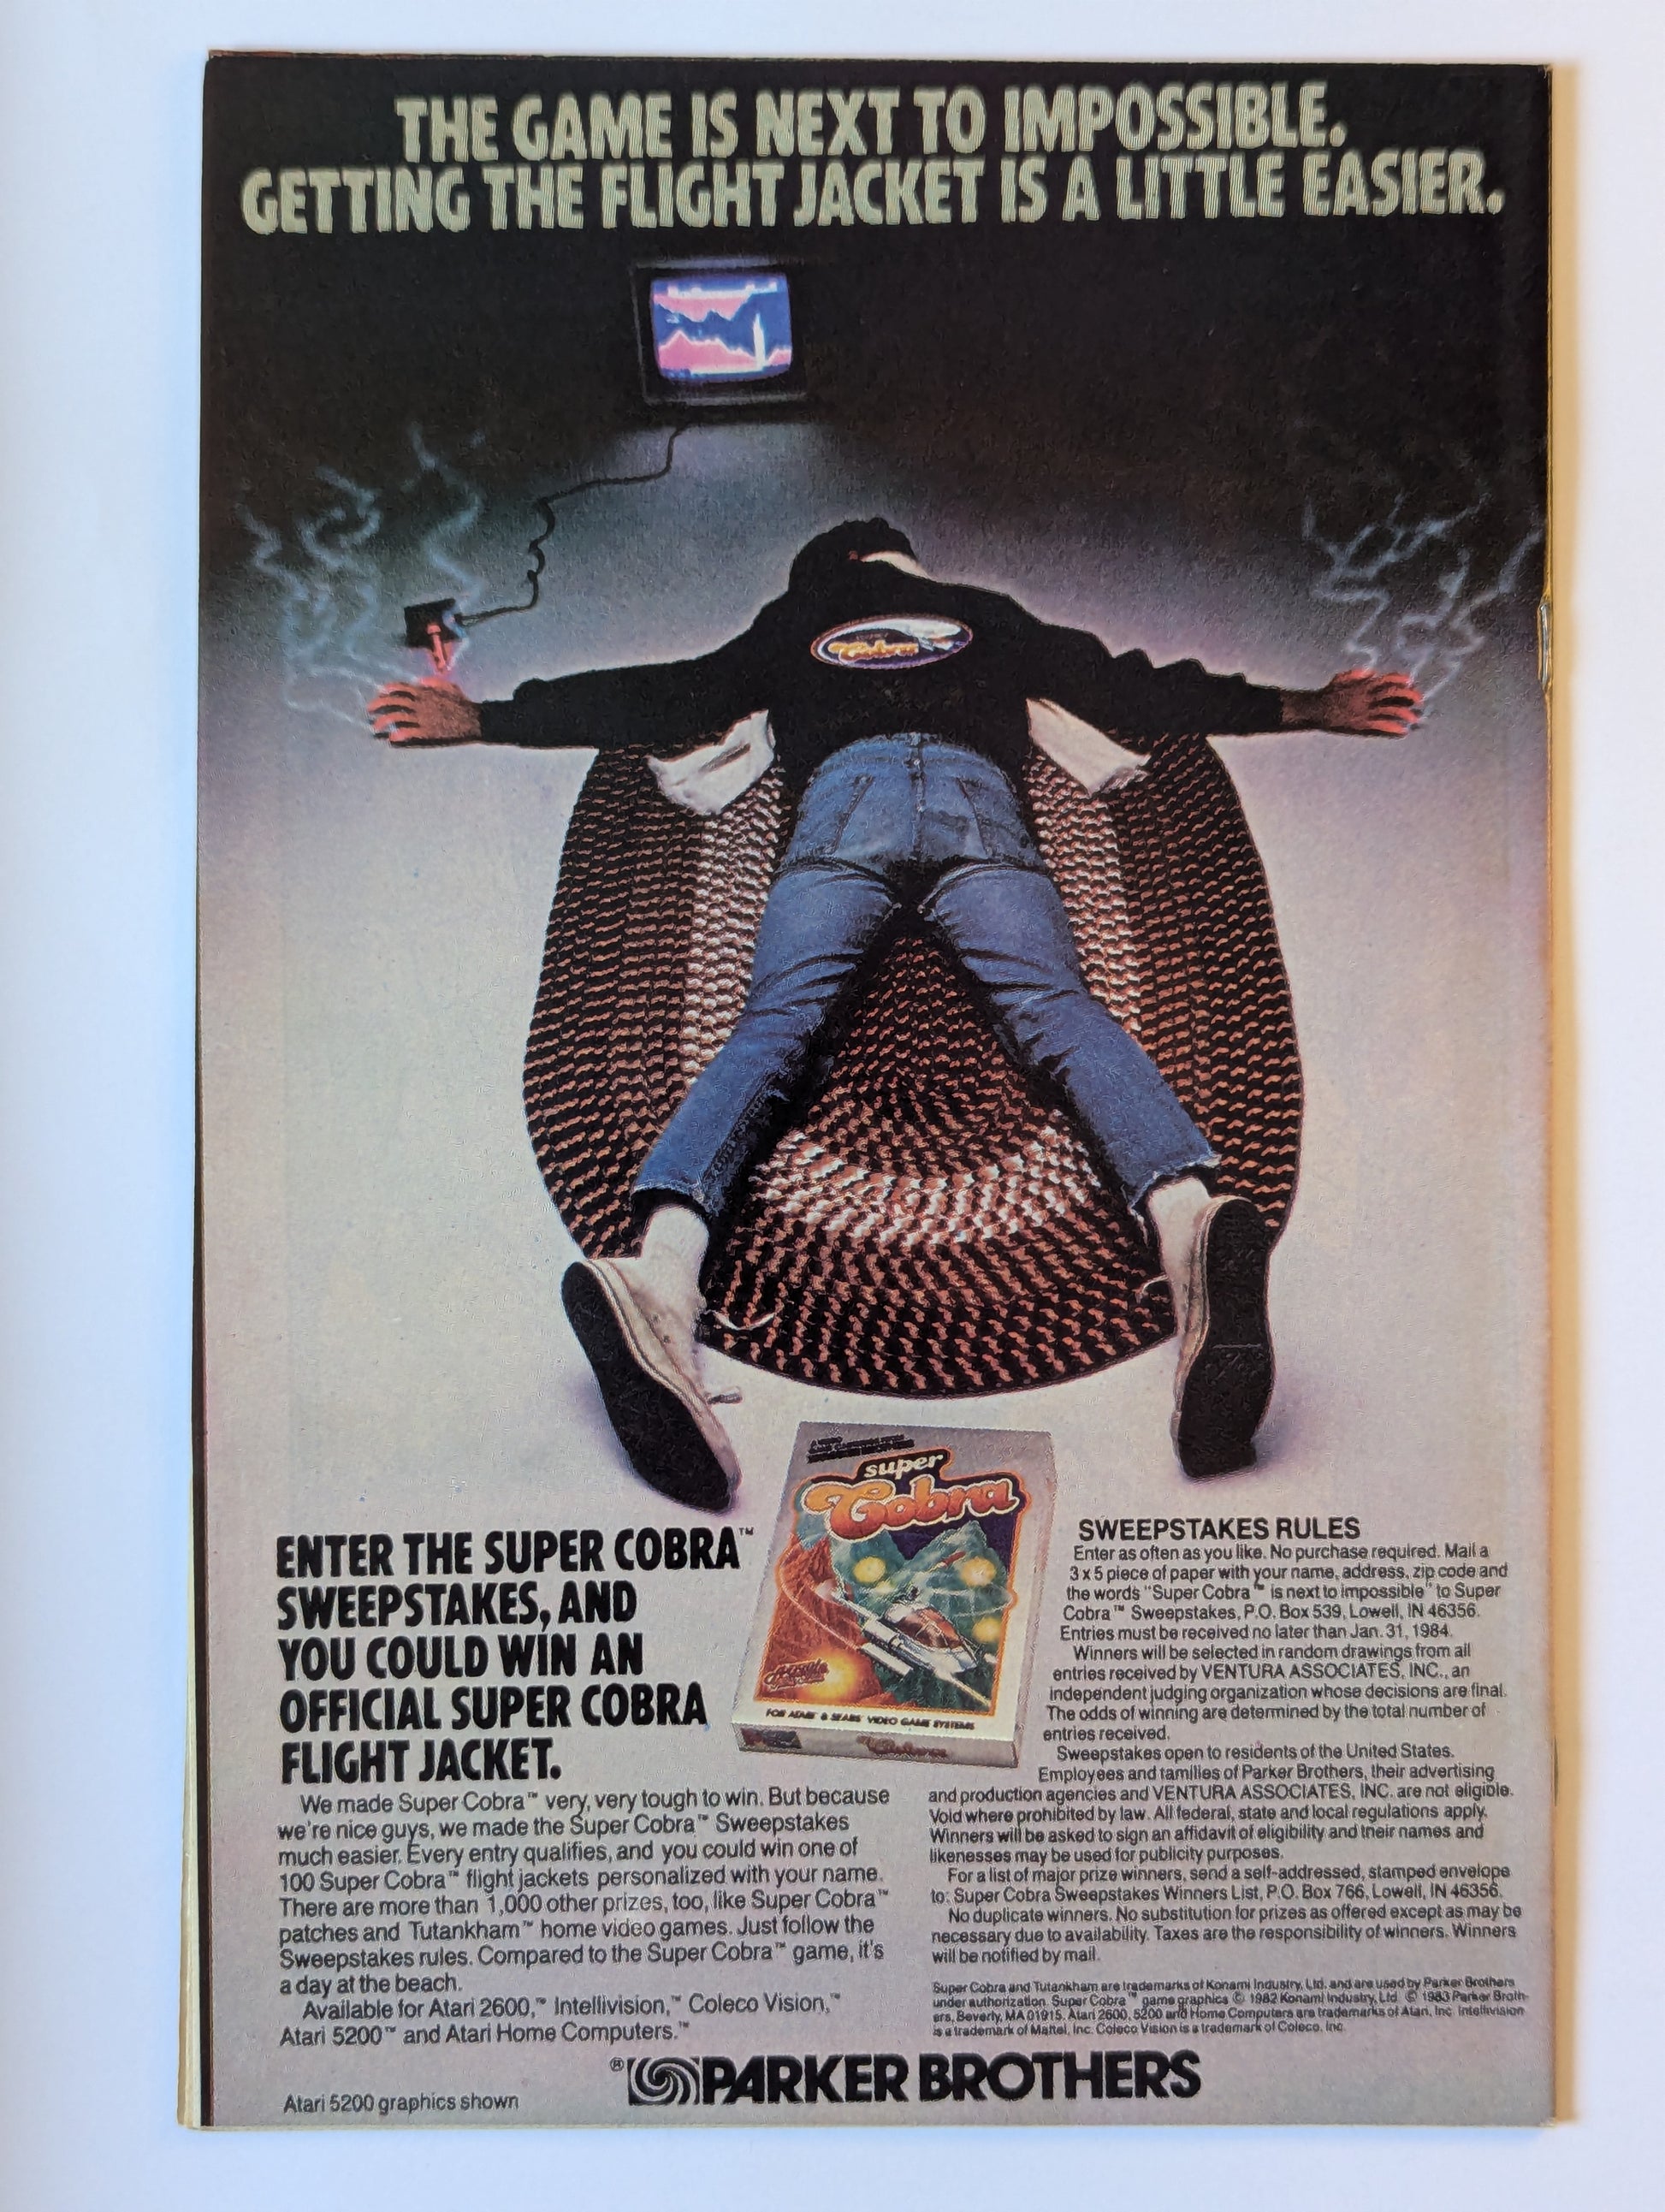 THE GAME IS NEXT TO IMPOSSIBLE.
GETTING THE FLIGHT JACKET IS A LITTLE EASIER.
Cobra
super
Cobra
FOR ATARI & SEARS VIDEO GAME SYSTEMS
Cobra
ENTER THE SUPER COBRA™
SWEEPSTAKES, AND
YOU COULD WIN AN
OFFICIAL SUPER COBRA
FLIGHT JACKET.
We made Super Cobra™ very, very tough to win. But because
we're nice guys, we made the Super Cobra™ Sweepstakes
much easier. Every entry qualifies, and you could win one of
100 Super Cobra™ flight jackets personalized with your name.
There are more than 1,000 other prizes, too, like Super Cobra™
patches and Tutankham™ home video games. Just follow the
Sweepstakes rules. Compared to the Super Cobra™ game, it's
a day at the beach.
Available for Atari 2600,™ Intellivision,™ Coleco Vision,™
Atari 5200™ and Atari Home Computers.™
SWEEPSTAKES RULES
Enter as often as you like. No purchase required. Mail a
3 x 5 piece of paper with your name, address, zip code and
the words "Super Cobra™ is next to impossible" to Super
Cobra™ Sweepstakes, P.O. Box 539, Lowell, IN 46356.
Entries must be received no later than Jan. 31, 1984.
Winners will be selected in random drawings from all
entries received by VENTURA ASSOCIATES, INC., an
independent judging organization whose decisions are final.
The odds of winning are determined by the total number of
entries received.
Sweepstakes open to residents of the United States.
Employees and families of Parker Brothers, their advertising
and production agencies and VENTURA ASSOCIATES, INC. are not eligible.
Void where prohibited by law. All federal, state and local regulations apply.
Winners will be asked to sign an affidavit of eligibility and their names and
likenesses may be used for publicity purposes.
For a list of major prize winners, send a self-addressed, stamped envelope
to: Super Cobra Sweepstakes Winners List, P.O. Box 766, Lowell, IN 46356.
No duplicate winners. No substitution for prizes as offered except as may be
necessary due to availability. Taxes are the responsibility of winners. Winners
will be notified by mail.
Super Cobra and Tutankham are trademarks of Konami Industry, Ltd. and are used by Parker Brothers
under authorization. Super Cobra™ game graphics © 1982 Konami Industry, Ltd. © 1983 Parker Broth-
ers, Beverly, MA 01915. Atari 2600, 5200 and Home Computers are trademarks of Atari, Inc. Intellivision
is a trademark of Mattel, Inc. Coleco Vision is a trademark of Coleco, Inc.
® PARKER BROTHERS
Atari 5200 graphics shown